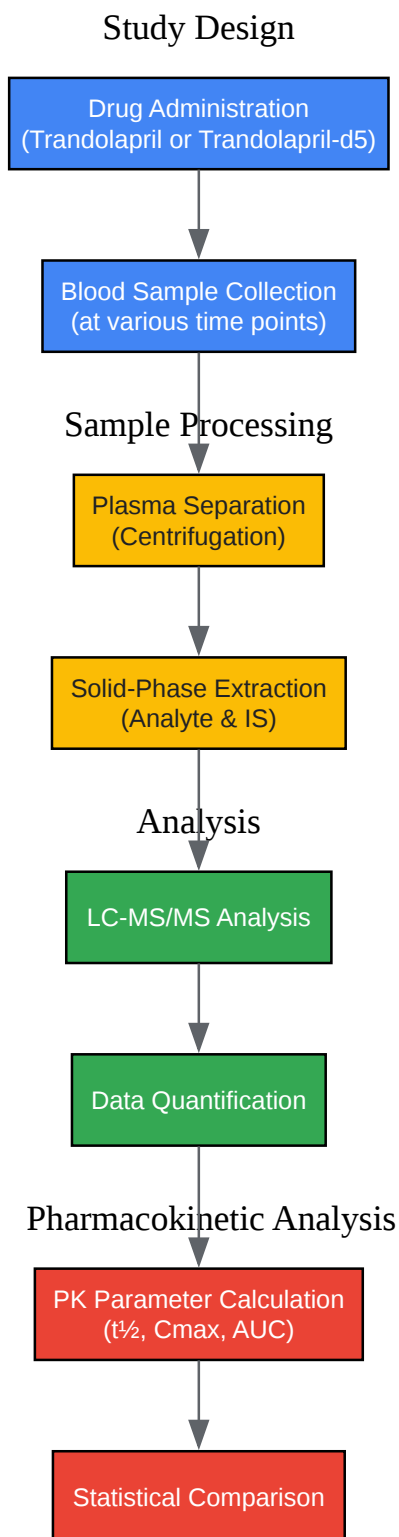 Study Design
Drug Administration
(Trandolapril or Trandolapril-d5)
Blood Sample Collection
(at various time points)
Sample Processing
Plasma Separation
(Centrifugation)
Solid-Phase Extraction
(Analyte & IS)
Analysis
LC-MS/MS Analysis
Data Quantification
Pharmacokinetic Analysis
PK Parameter Calculation
(t½, Cmax, AUC)
Statistical Comparison